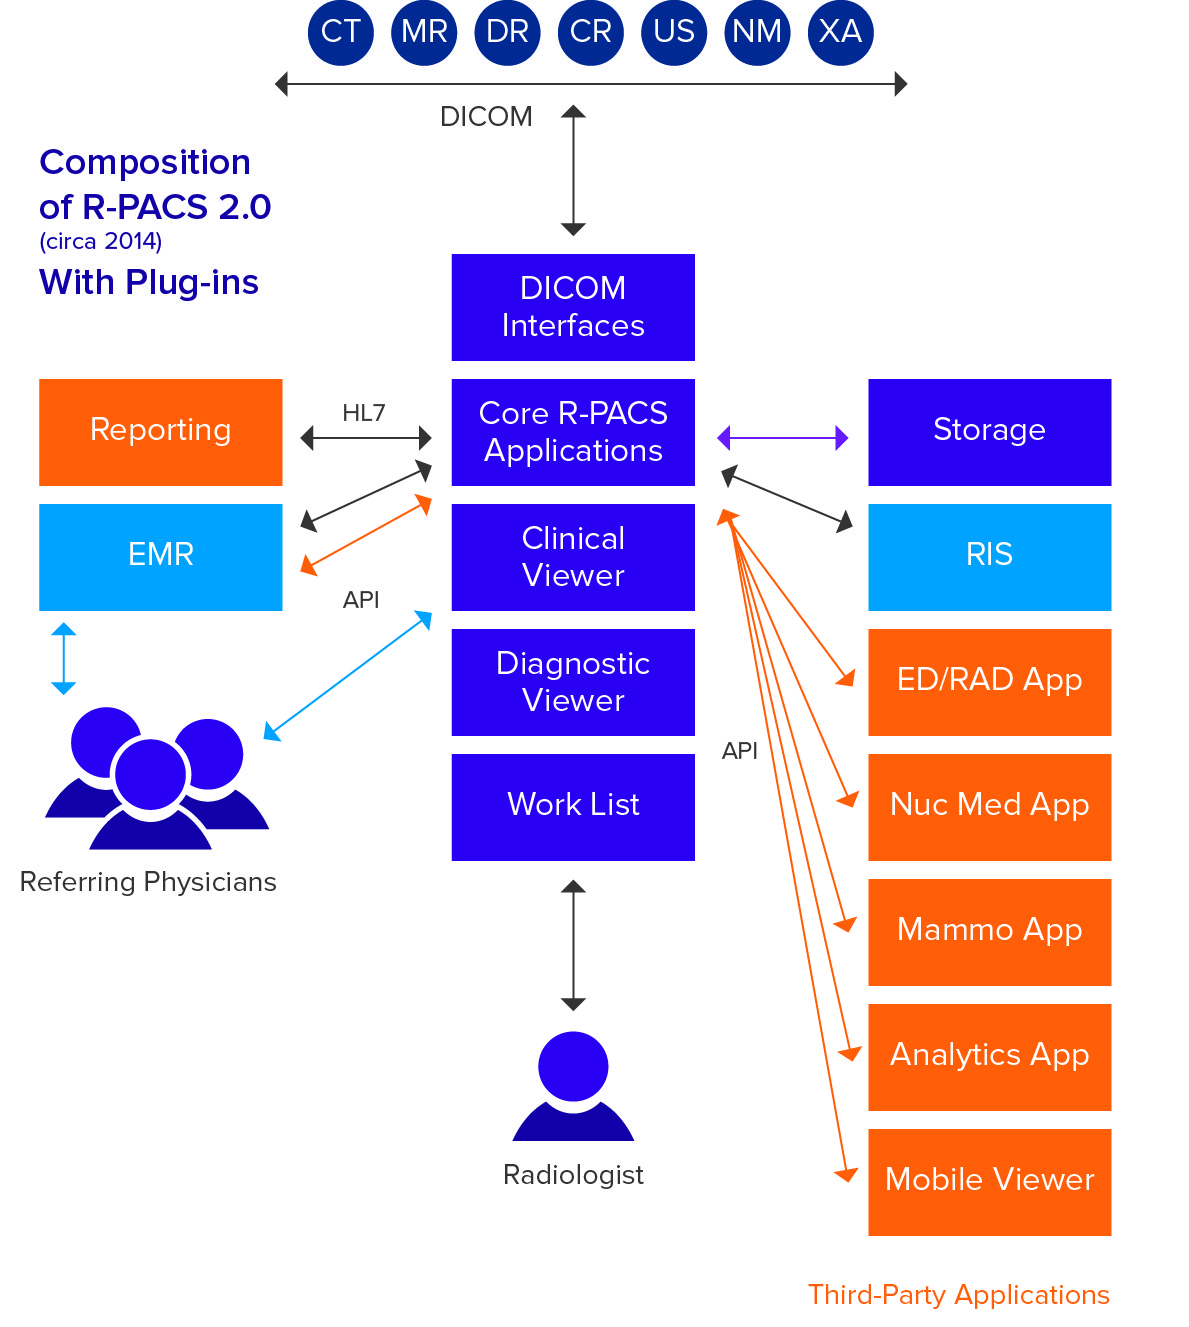 CT MR DR CR US NM XA
DICOM
Composition
of R-PACS 2.0
(circa 2014)
With Plug-ins
DICOM
Interfaces
Reporting
HL7
Core R-PACS
Applications
Storage
EMR
API
Clinical
Viewer
RIS
Diagnostic
Viewer
ED/RAD App
API
Work List
Nuc Med App
Referring Physicians
Mammo App
Analytics App
Radiologist
Mobile Viewer
Third-Party Applications